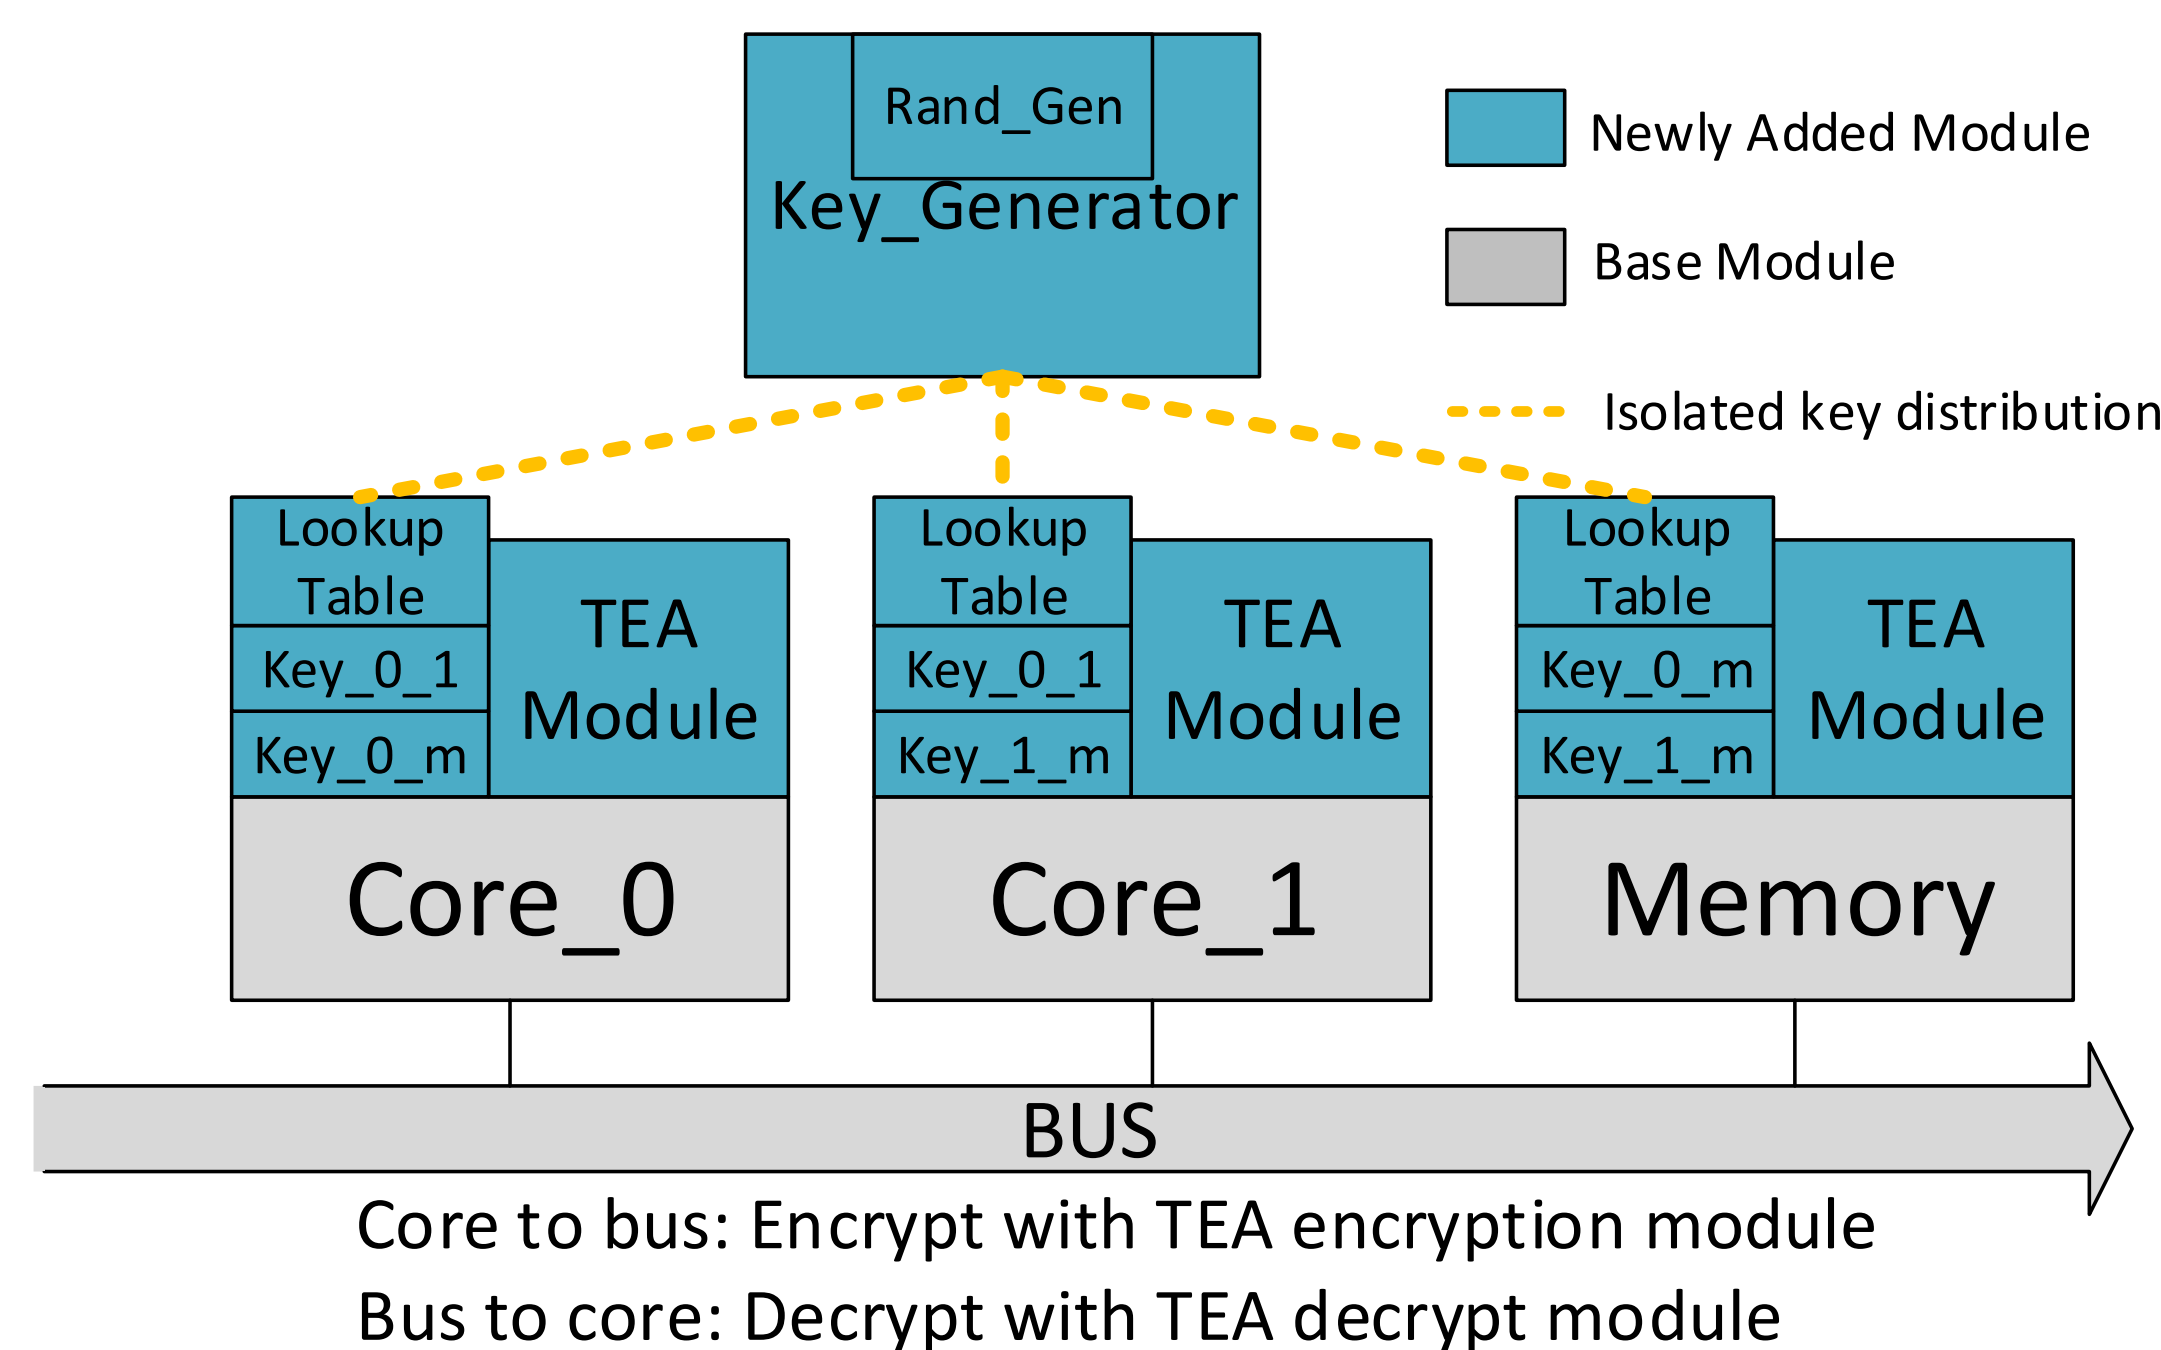 Rand_Gen
Key_Generator
Newly Added Module
Base Module
Isolated key distribution
Lookup
Table
Key_0_1
Key_0_m
TEA
Module
Core_0
Lookup
Table
Key_0_1
Key_1_m
TEA
Module
Core_1
Lookup
Table
Key_0_m
Key_1_m
TEA
Module
Memory
BUS
Core to bus: Encrypt with TEA encryption module
Bus to core: Decrypt with TEA decrypt module